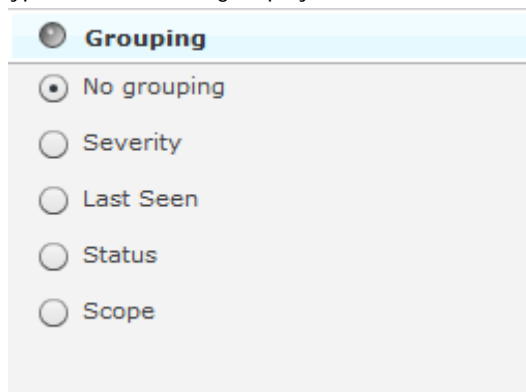 Grouping
No grouping
Severity
Last Seen
Status
Scope